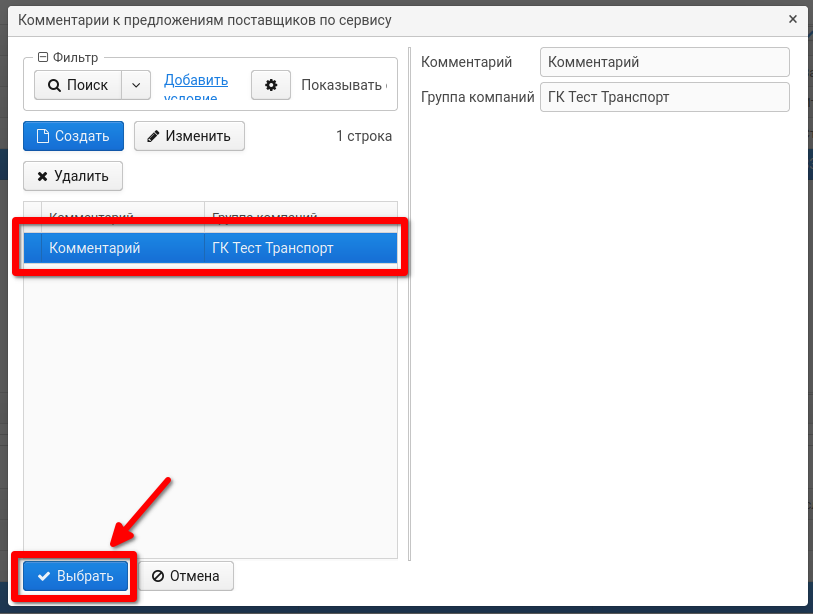 Комментарии к предложениям поставщиков по сервису
Фильтр
Поиск
Добавить
условие
Показывать
Создать
Изменить
1 строка
Удалить
Комментарий Группа компаний
Комментарий ГК Тест Транспорт
Выбрать
Отмена
Комментарий Комментарий
Группа компаний ГК Тест Транспорт